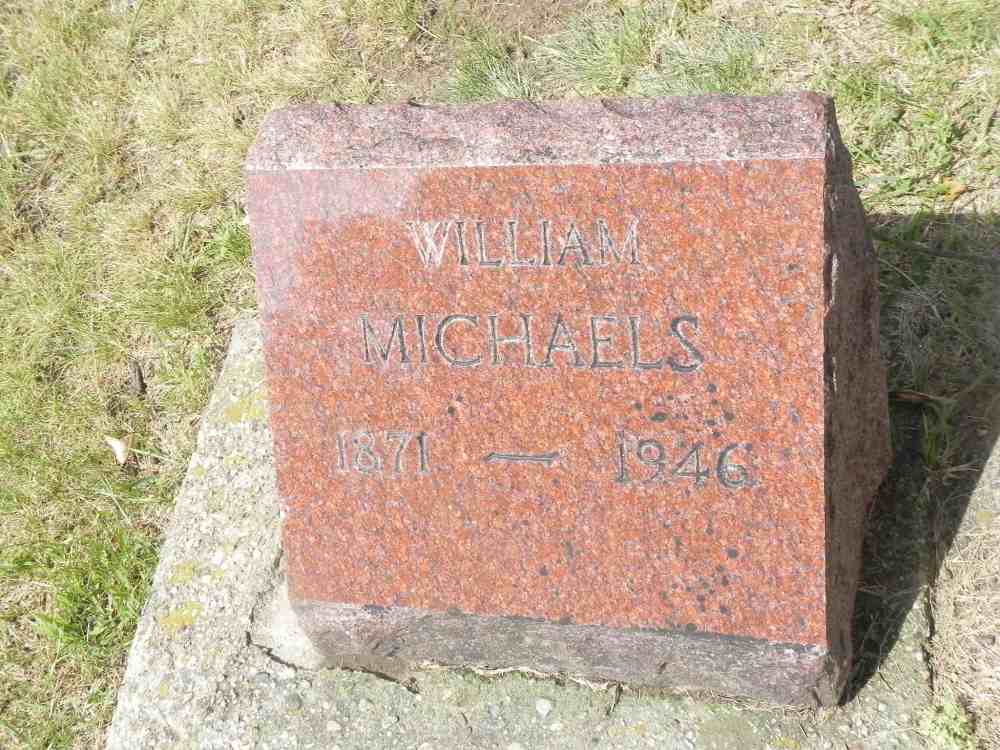 WILLIAM
MICHAELS
1871 — 1946